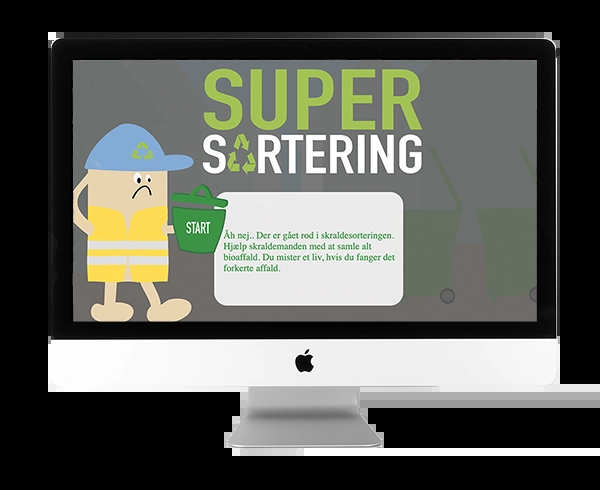 SUPER
SORTERING
START
Åh nej.. Der er gået rod i skraldesorteringen.
Hjælp skraldemanden med at samle alt
bioaffald. Du mister et liv, hvis du fanger det
forkerte affald.